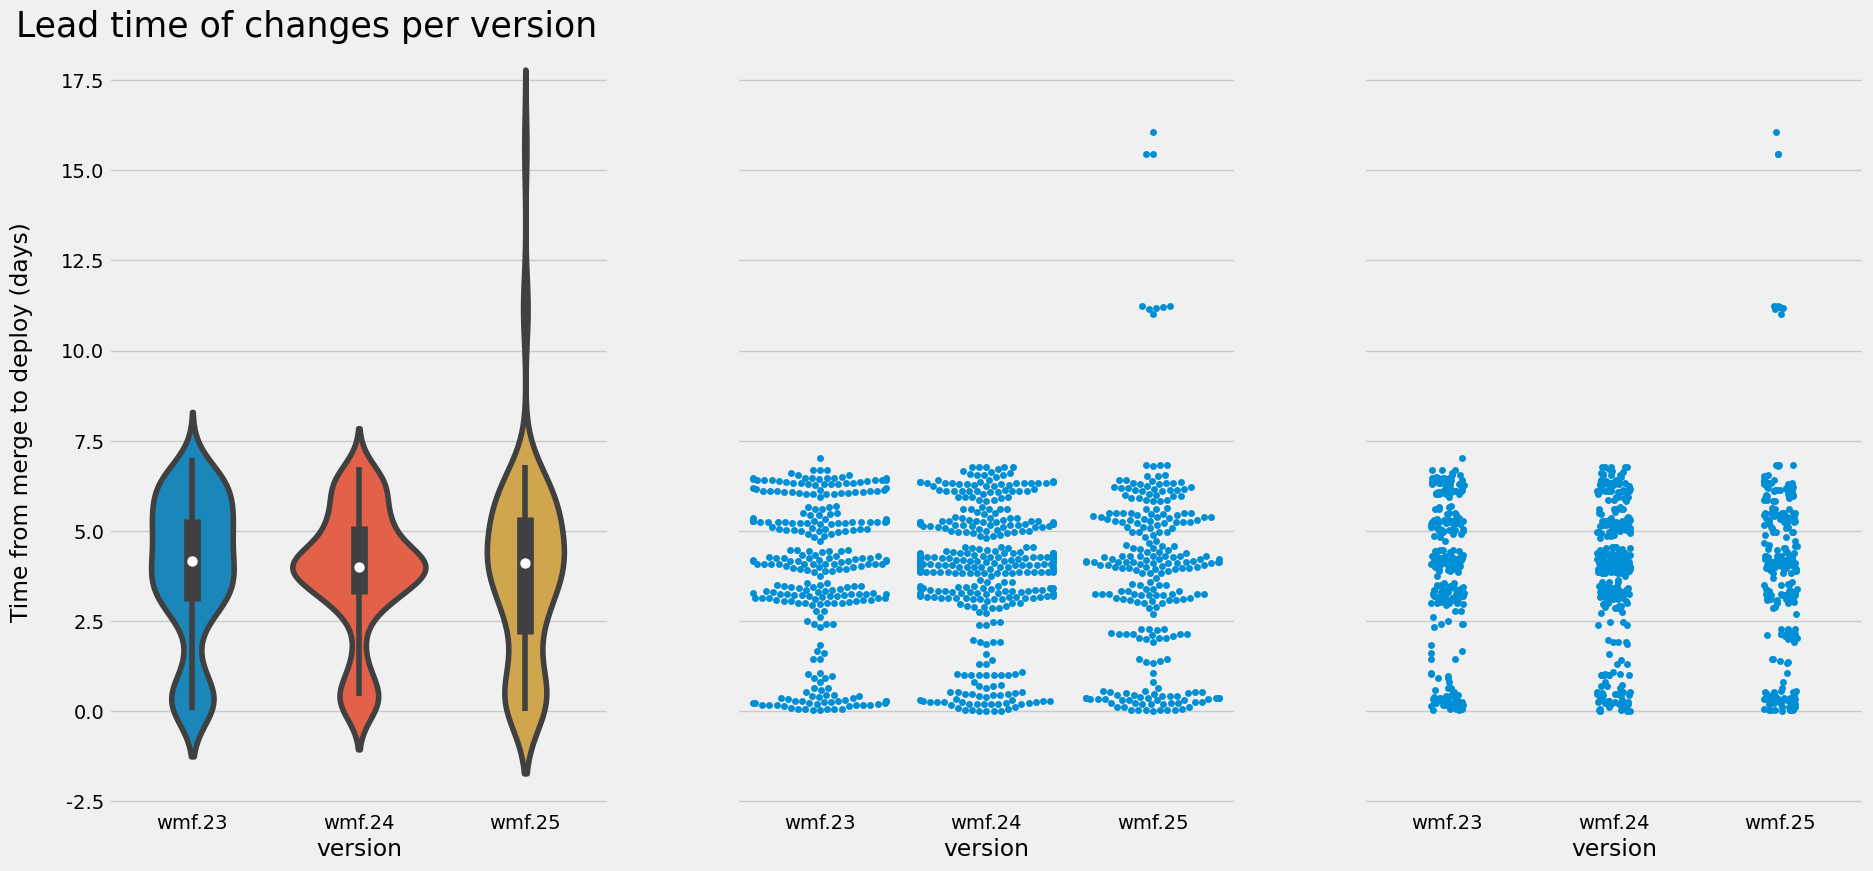 Lead time of changes per version
Time from merge to deploy (days)
17.5
15.0
12.5
10.0
7.5
5.0
2.5
0.0
-2.5
wmf.23 wmf.24 wmf.25
version
wmf.23 wmf.24 wmf.25
version
wmf.23 wmf.24 wmf.25
version